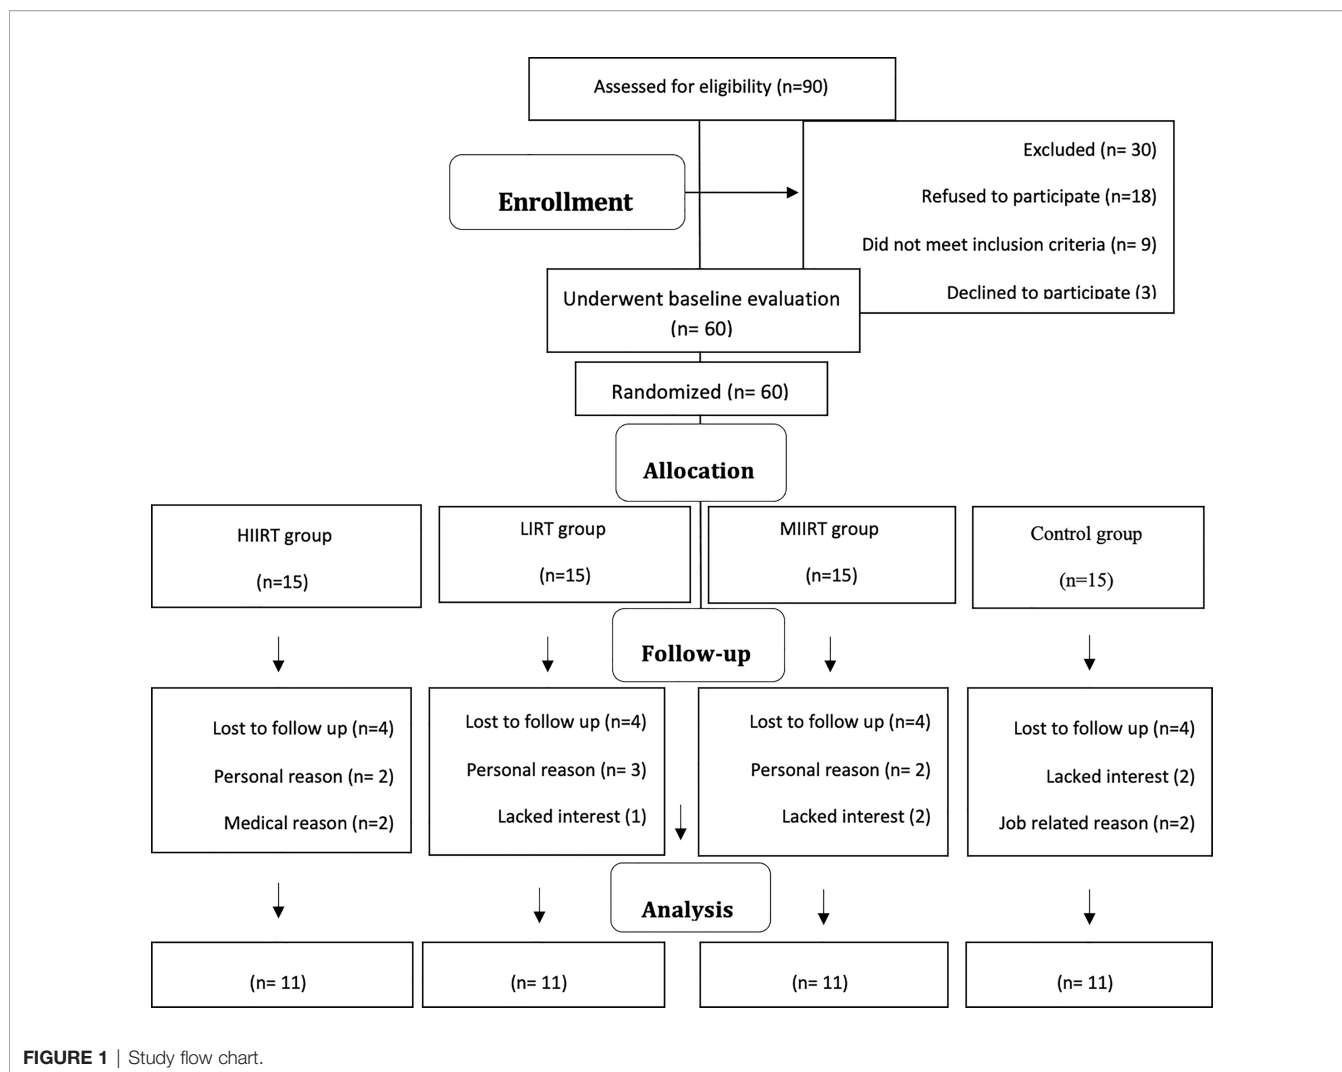 Assessed for eligibility (n=90)
Excluded (n= 30)
Refused to participate (n=18)
Did not meet inclusion criteria (n= 9)
Declined to participate (3)
Enrollment
Underwent baseline evaluation
(n= 60)
Randomized (n= 60)
Allocation
HIIRT group
(n=15)
LIRT group
(n=15)
MIIRT group
(n=15)
Control group
(n=15)
Follow-up
Lost to follow up (n=4)
Personal reason (n= 2)
Medical reason (n=2)
Lost to follow up (n=4)
Personal reason (n= 3)
Lacked interest (1)
Lost to follow up (n=4)
Personal reason (n= 2)
Lacked interest (2)
Lost to follow up (n=4)
Lacked interest (2)
Job related reason (n=2)
Analysis
(n= 11)
(n= 11)
(n= 11)
(n= 11)
FIGURE 1 | Study flow chart.